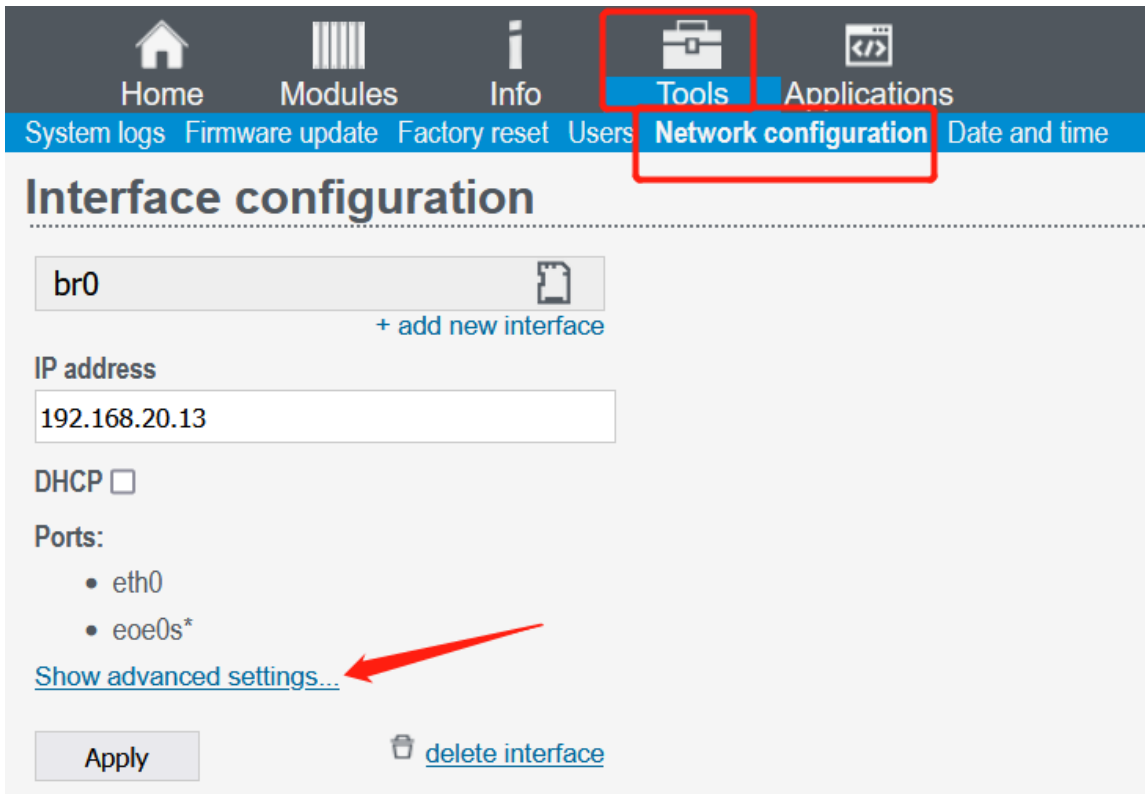 Home Modules Info Tools Applications
System logs Firmware update Factory reset Users Network configuration Date and time
Interface configuration
br0
+ add new interface
IP address
192.168.20.13
DHCP
Ports:
• eth0
• eoe0s*
Show advanced settings...
Apply delete interface